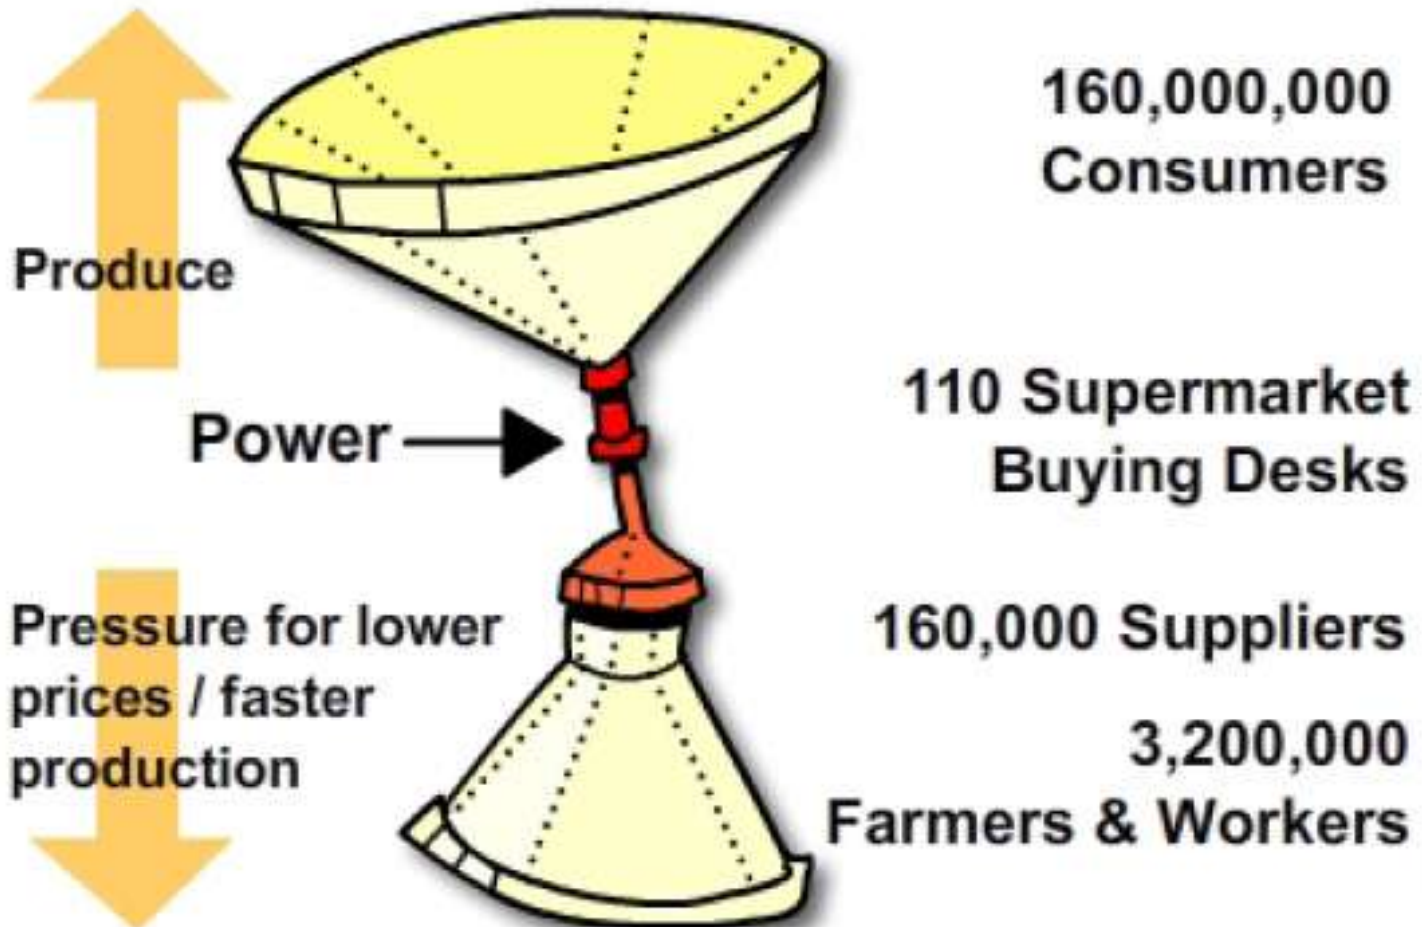 160,000,000
Consumers
Produce
110 Supermarket
Buying Desks
Power
Pressure for lower
prices / faster
production
160,000 Suppliers
3,200,000
Farmers & Workers